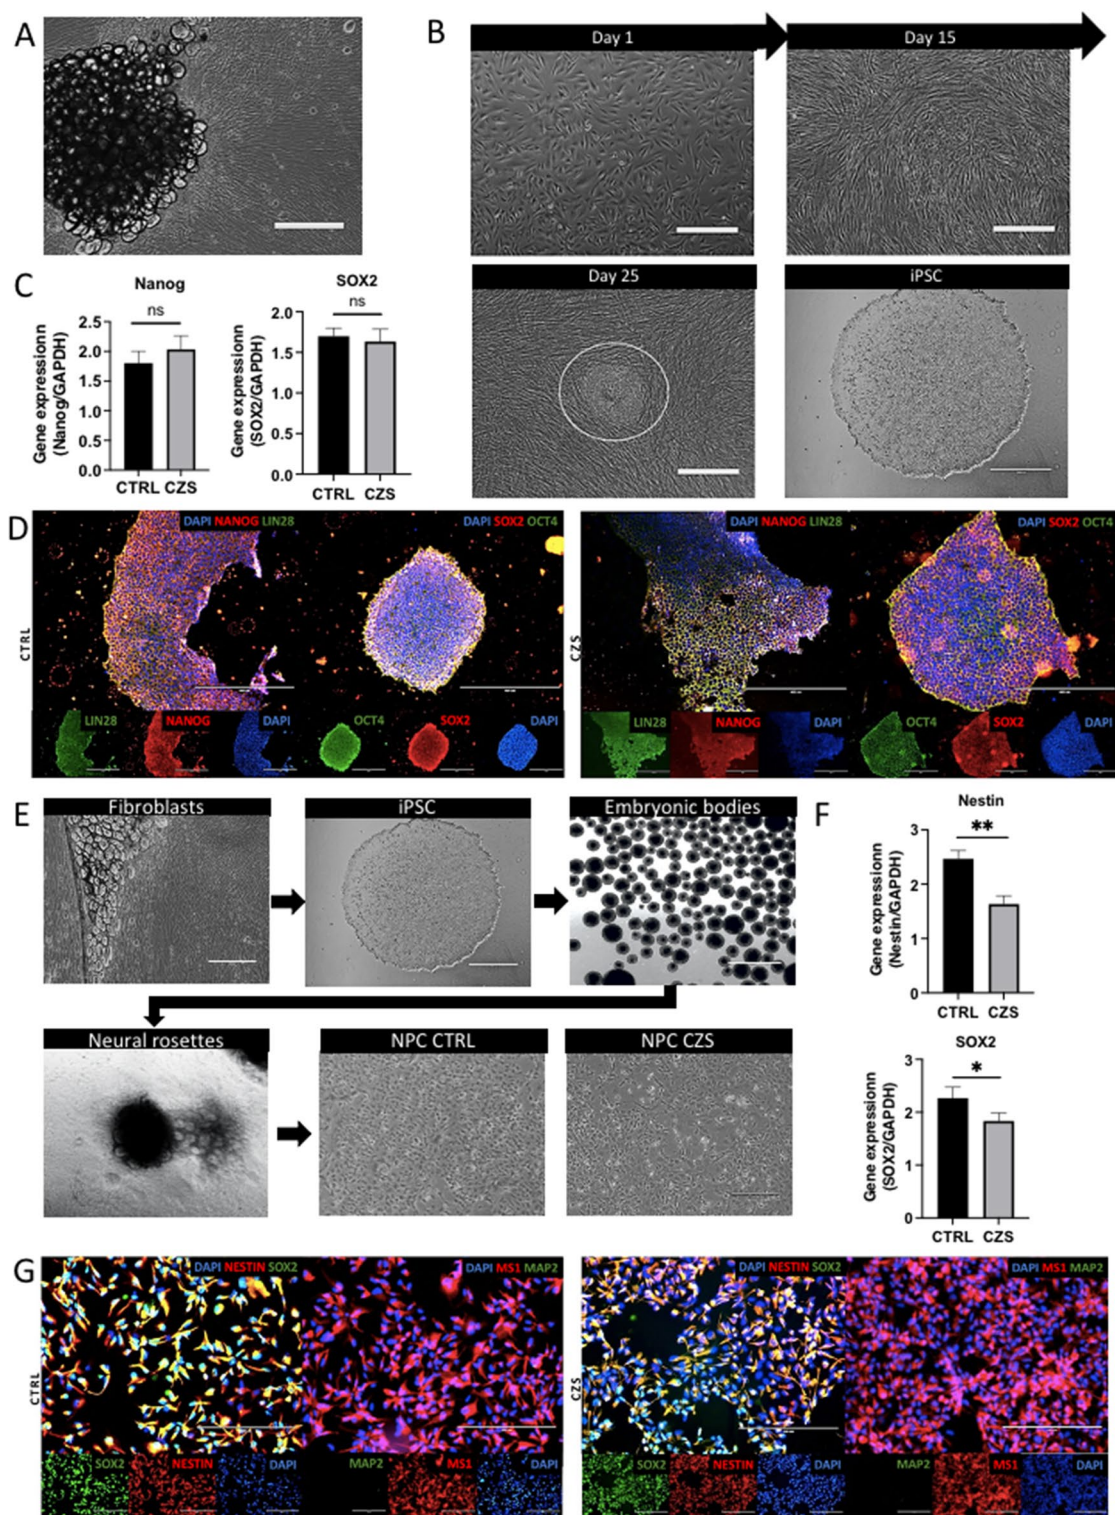 A
B
Day 1
Day 15
Day 25
iPSC
C
Nanog
ns
Gene expressionn
(Nanog/GAPDH)
2.5
2.0
1.5
1.0
0.5
0.0
CTRL CZS
SOX2
ns
Gene expressionn
(SOX2/GAPDH)
2.0
1.5
1.0
0.5
0.0
CTRL CZS
D
CTRL
DAPI NANOG LIN28
DAPI SOX2 OCT4
LIN28 NANOG DAPI OCT4 SOX2 DAPI
CZS
DAPI NANOG LIN28
DAPI SOX2 OCT4
LIN28 NANOG DAPI OCT4 SOX2 DAPI
E
Fibroblasts
iPSC
Embryonic bodies
Neural rosettes
NPC CTRL
NPC CZS
F
Nestin
**
Gene expressionn
(Nestin/GAPDH)
3
2
1
0
CTRL CZS
SOX2
*
Gene expressionn
(SOX2/GAPDH)
3
2
1
0
CTRL CZS
G
CTRL
DAPI NESTIN SOX2
DAPI MS1 MAP2
SOX2 NESTIN DAPI MAP2 MS1 DAPI
CZS
DAPI NESTIN SOX2
DAPI MS1 MAP2
SOX2 NESTIN DAPI MAP2 MS1 DAPI